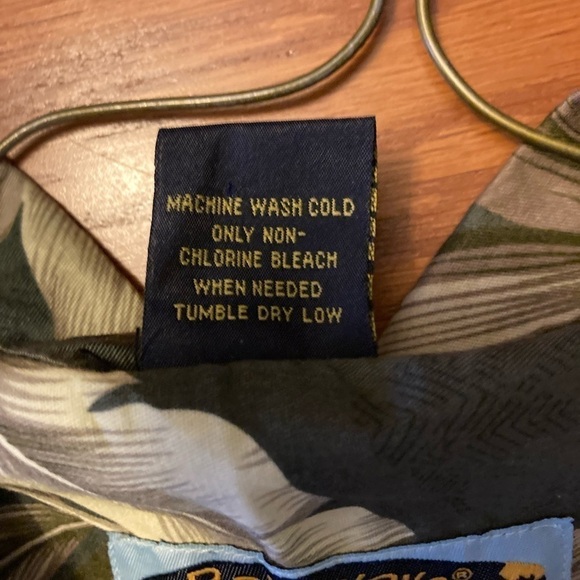 MACHINE WASH COLD
ONLY NON-
CHLORINE BLEACH
WHEN NEEDED
TUMBLE DRY LOW